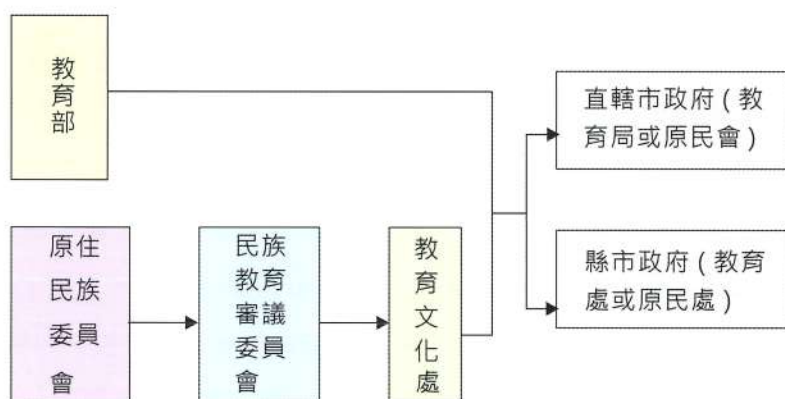 教
育
部
直轄市政府(教
育局或原民會)
原住
民族
委員
會
民族
教育
審議
委員
會
教
育
文
化
處
縣市政府(教育
處或原民處)